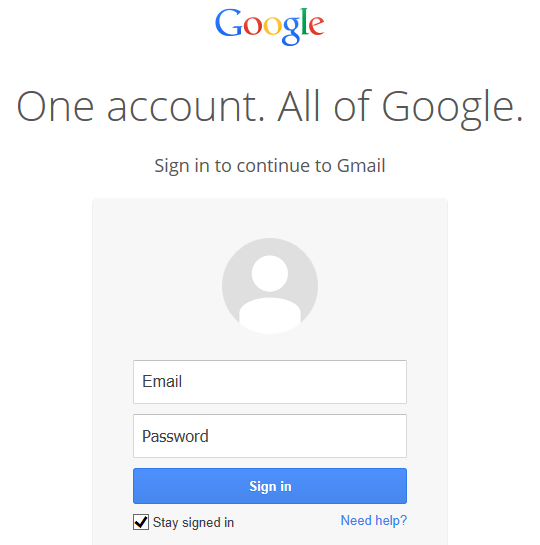 Google
One account. All of Google.
Sign in to continue to Gmail
Email
Password
Sign in
Stay signed in
Need help?